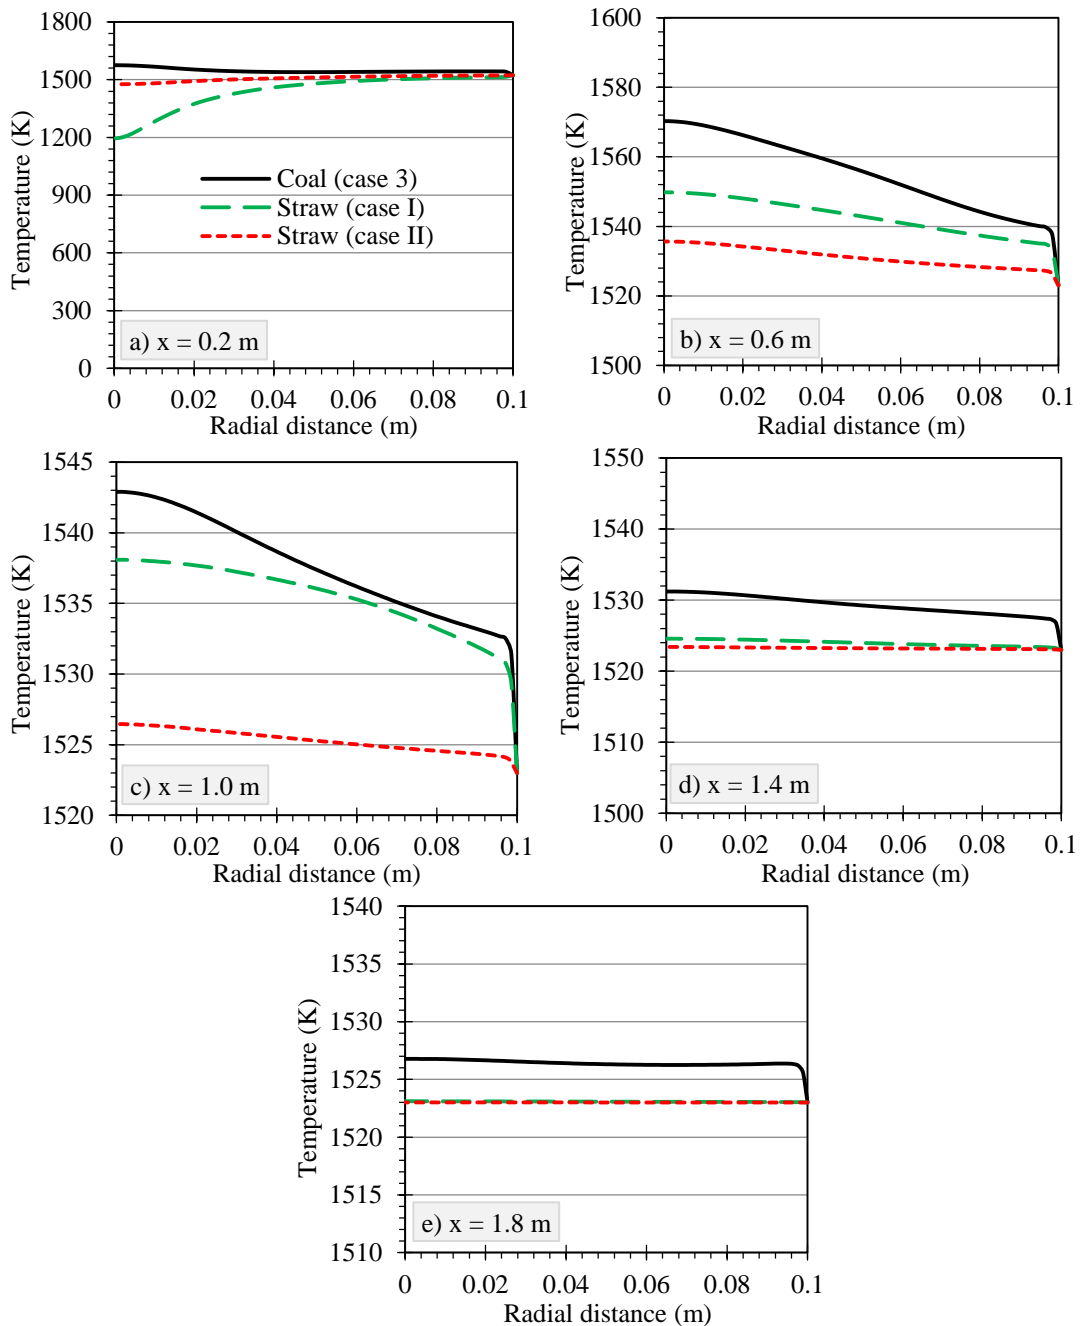 1800
1500
1200
900
600
300
0
Temperature (K)
Coal (case 3)
Straw (case I)
Straw (case II)
a) x = 0.2 m
0 0.02 0.04 0.06 0.08 0.1
Radial distance (m)
1600
1580
1560
1540
1520
1500
Temperature (K)
b) x = 0.6 m
0 0.02 0.04 0.06 0.08 0.1
Radial distance (m)
1545
1540
1535
1530
1525
1520
Temperature (K)
c) x = 1.0 m
0 0.02 0.04 0.06 0.08 0.1
Radial distance (m)
1550
1540
1530
1520
1510
1500
Temperature (K)
d) x = 1.4 m
0 0.02 0.04 0.06 0.08 0.1
Radial distance (m)
1540
1535
1530
1525
1520
1515
1510
Temperature (K)
e) x = 1.8 m
0 0.02 0.04 0.06 0.08 0.1
Radial distance (m)